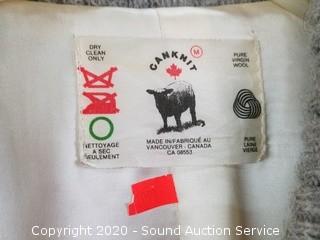 DRY
CLEAN
ONLY
CANKNIT
M
PURE
VIRGIN
WOOL
NETTOYAGE
A SEC
SEULEMENT
MADE IN/FABRIQUÉ AU
VANCOUVER - CANADA
CA 08553
PURE
LAINE
VIERGE
Copyright 2020 - Sound Auction Service